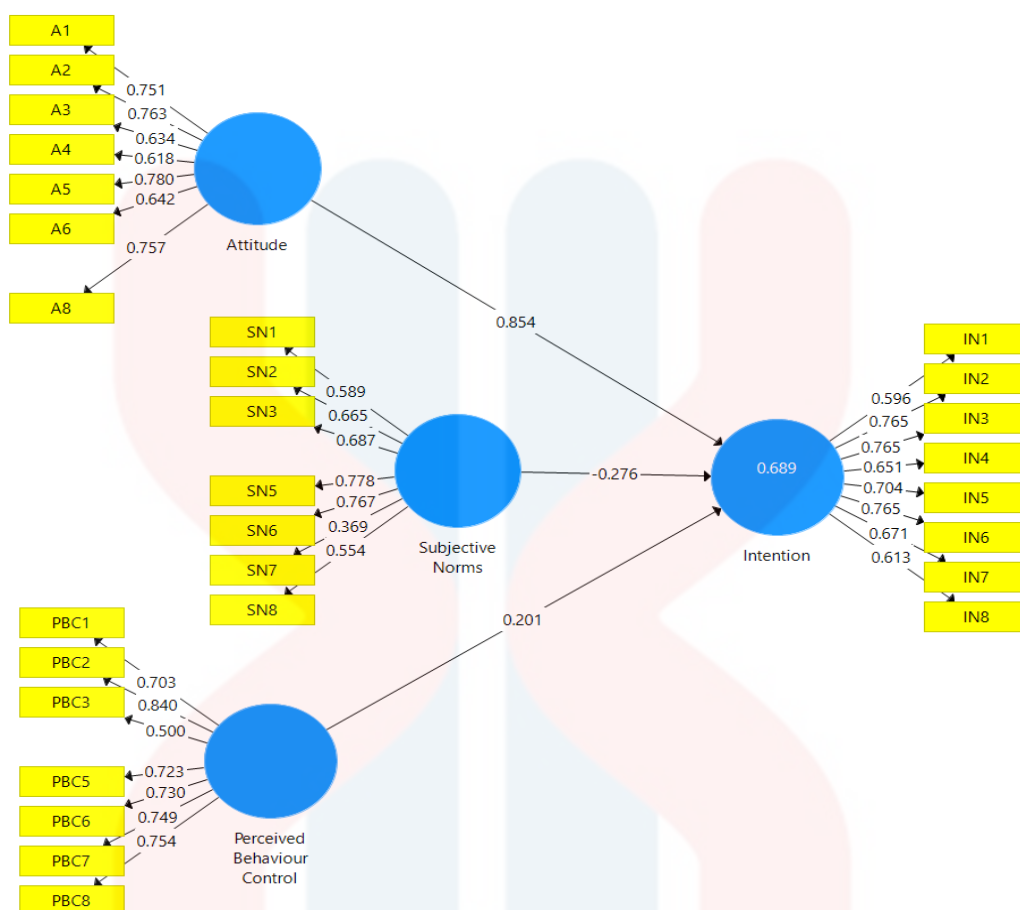 A1
A2
A3
A4
A5
A6
A8
0.751
0.763
0.634
0.618
0.780
0.642
0.757
Attitude
0.854
SN1
SN2
SN3
SN5
SN6
SN7
SN8
0.589
0.665
0.687
0.778
0.767
0.369
0.554
Subjective
Norms
-0.276
PBC1
PBC2
PBC3
PBC5
PBC6
PBC7
PBC8
0.703
0.840
0.500
0.723
0.730
0.749
0.754
Perceived
Behaviour
Control
0.201
0.689
Intention
0.596
0.765
0.765
0.651
0.704
0.765
0.671
0.613
IN1
IN2
IN3
IN4
IN5
IN6
IN7
IN8